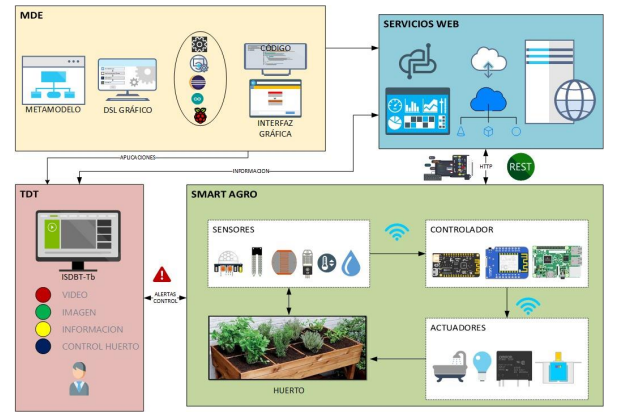 MDE
CÓDIGO
METAMODELO
DSL GRÁFICO
INTERFAZ
GRÁFICA
SERVICIOS WEB
APLICACIONES
INFORMACION
HTTP
REST
TDT
ISDBT-Tb
VIDEO
IMAGEN
INFORMACION
CONTROL HUERTO
ALERTAS
CONTROL
SMART AGRO
SENSORES
CONTROLADOR
ACTUADORES
HUERTO